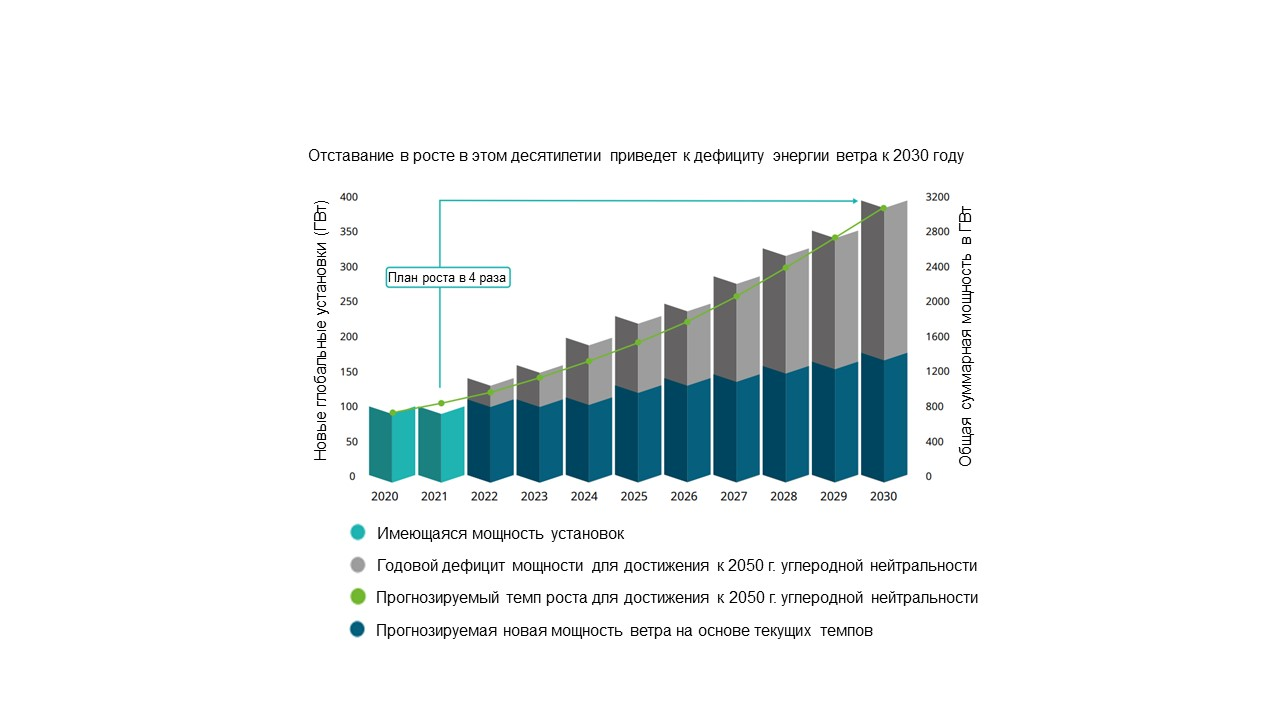 Отставание в росте в этом десятилетии приведет к дефициту энергии ветра к 2030 году
Новые глобальные установки (ГВт)
400
350
300
250
200
150
100
50
0
План роста в 4 раза
3200
2800
2400
2000
1600
1200
800
400
0
Общая суммарная мощность в ГВт
2020 2021 2022 2023 2024 2025 2026 2027 2028 2029 2030
Имеющаяся мощность установок
Годовой дефицит мощности для достижения к 2050 г. углеродной нейтральности
Прогнозируемый темп роста для достижения к 2050 г. углеродной нейтральности
Прогнозируемая новая мощность ветра на основе текущих темпов